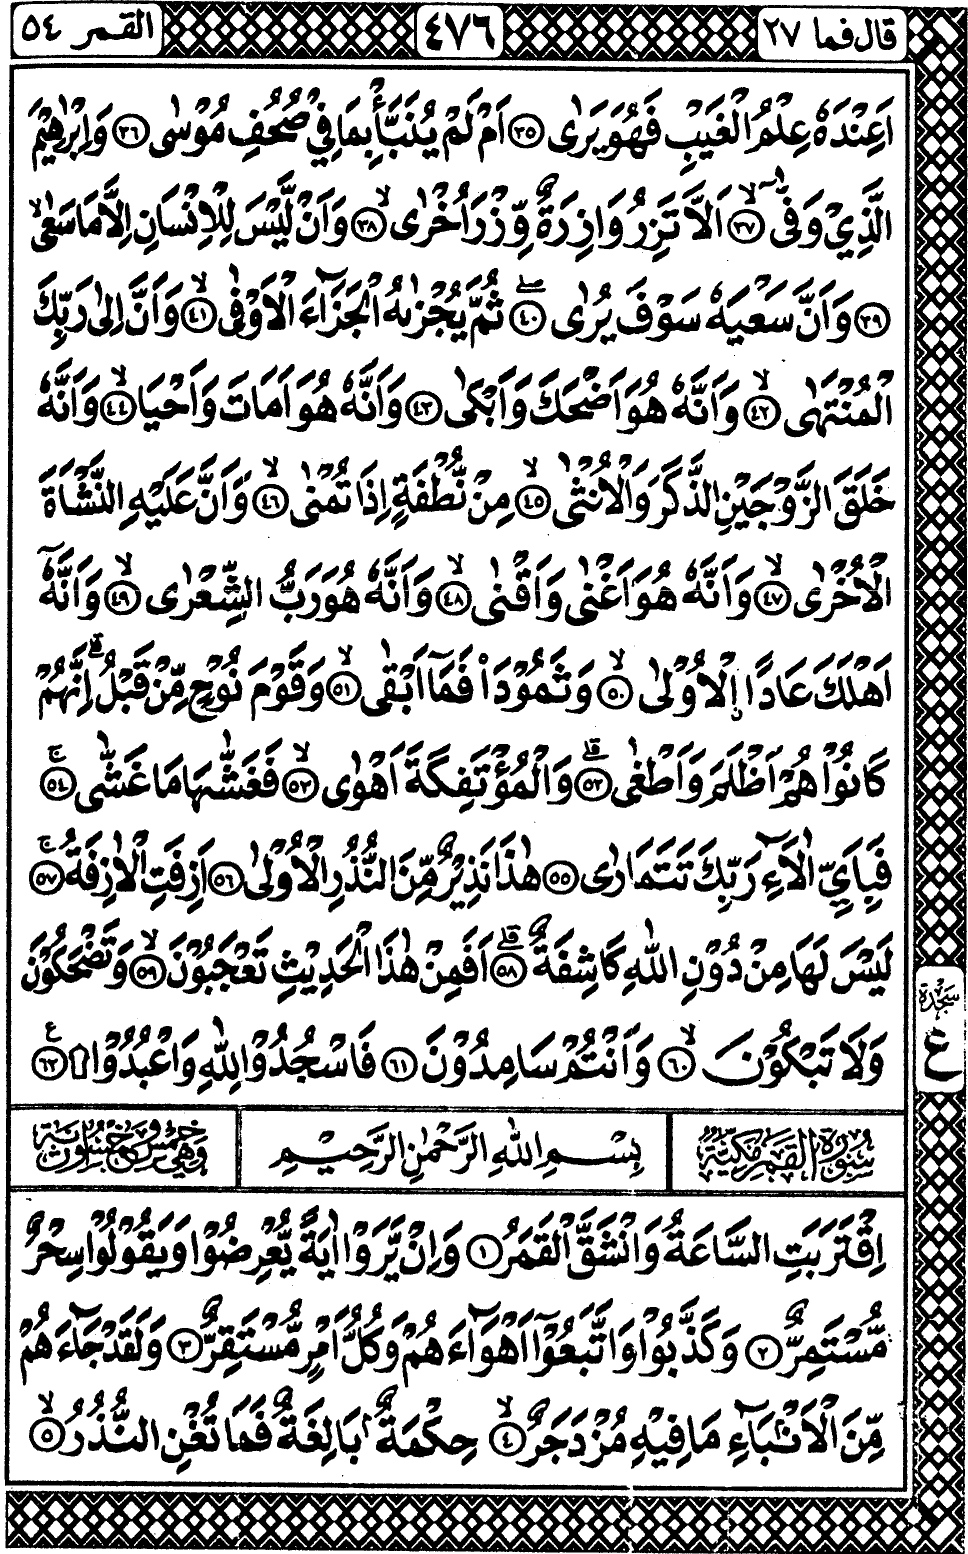 قال فما ٢٧
٤٧٦
القمر ٥٤
اَعِنْدَهٗ عِلْمُ الْغَيْبِ فَهُوَ يَرٰى ﴿٣٥﴾ اَمْ لَمْ يُنَبَّاْ بِمَا فِيْ صُحُفِ مُوْسٰى ﴿٣٦﴾ وَاِبْرٰهِيْمَ
الَّذِيْ وَفّٰىٓ ۙ﴿٣٧﴾ اَلَّا تَزِرُ وَازِرَةٌ وِّزْرَ اُخْرٰى ۙ﴿٣٨﴾ وَاَنْ لَّيْسَ لِلْاِنْسَانِ اِلَّا مَا سَعٰى ۙ
﴿٣٩﴾ وَاَنَّ سَعْيَهٗ سَوْفَ يُرٰى ۖ﴿٤٠﴾ ثُمَّ يُجْزٰىهُ الْجَزَآءَ الْاَوْفٰى ۙ﴿٤١﴾ وَاَنَّ اِلٰى رَبِّكَ
الْمُنْتَهٰى ۙ﴿٤٢﴾ وَاَنَّهٗ هُوَ اَضْحَكَ وَاَبْكٰى ﴿٤٣﴾ وَاَنَّهٗ هُوَ اَمَاتَ وَاَحْيَا ۙ﴿٤٤﴾ وَاَنَّهٗ
خَلَقَ الزَّوْجَيْنِ الذَّكَرَ وَالْاُنْثٰى ۙ﴿٤٥﴾ مِنْ نُّطْفَةٍ اِذَا تُمْنٰى ۙ﴿٤٦﴾ وَاَنَّ عَلَيْهِ النَّشْاَةَ
الْاُخْرٰى ۙ﴿٤٧﴾ وَاَنَّهٗ هُوَ اَغْنٰى وَاَقْنٰى ۙ﴿٤٨﴾ وَاَنَّهٗ هُوَ رَبُّ الشِّعْرٰى ۙ﴿٤٩﴾ وَاَنَّهٗٓ
اَهْلَكَ عَادًا اۨلْاُوْلٰى ۙ﴿٥٠﴾ وَثَمُوْدَا۟ فَمَآ اَبْقٰى ۙ﴿٥١﴾ وَقَوْمَ نُوْحٍ مِّنْ قَبْلُ ؕ اِنَّهُمْ
كَانُوْا هُمْ اَظْلَمَ وَاَطْغٰى ؕ﴿٥٢﴾ وَالْمُؤْتَفِكَةَ اَهْوٰى ۙ﴿٥٣﴾ فَغَشّٰىهَا مَا غَشّٰى ۚ﴿٥٤﴾
فَبِاَيِّ اٰلَآءِ رَبِّكَ تَتَمَارٰى ﴿٥٥﴾ هٰذَا نَذِيْرٌ مِّنَ النُّذُرِ الْاُوْلٰى ﴿٥٦﴾ اَزِفَتِ الْاٰزِفَةُ ۚ﴿٥٧﴾
لَيْسَ لَهَا مِنْ دُوْنِ اللّٰهِ كَاشِفَةٌ ؕ﴿٥٨﴾ اَفَمِنْ هٰذَا الْحَدِيْثِ تَعْجَبُوْنَ ۙ﴿٥٩﴾ وَتَضْحَكُوْنَ
وَلَا تَبْكُوْنَ ۙ﴿٦٠﴾ وَاَنْتُمْ سَامِدُوْنَ ﴿٦١﴾ فَاسْجُدُوْا لِلّٰهِ وَاعْبُدُوْا ۩﴿٦٢﴾ ع
سجدة
ع
سُوْرَةُ الْقَمَرِ مَكِّيَّةٌ
بِسْمِ اللّٰهِ الرَّحْمٰنِ الرَّحِيْمِ
وَهِيَ خَمْسٌ وَخَمْسُوْنَ اٰيَةً
اِقْتَرَبَتِ السَّاعَةُ وَانْشَقَّ الْقَمَرُ ﴿١﴾ وَاِنْ يَّرَوْا اٰيَةً يُّعْرِضُوْا وَيَقُوْلُوْا سِحْرٌ
مُّسْتَمِرٌّ ﴿٢﴾ وَكَذَّبُوْا وَاتَّبَعُوْٓا اَهْوَآءَهُمْ وَكُلُّ اَمْرٍ مُّسْتَقِرٌّ ﴿٣﴾ وَلَقَدْ جَآءَهُمْ
مِّنَ الْاَنْۢبَآءِ مَا فِيْهِ مُزْدَجَرٌ ۙ﴿٤﴾ حِكْمَةٌۢ بَالِغَةٌ فَمَا تُغْنِ النُّذُرُ ۙ﴿٥﴾